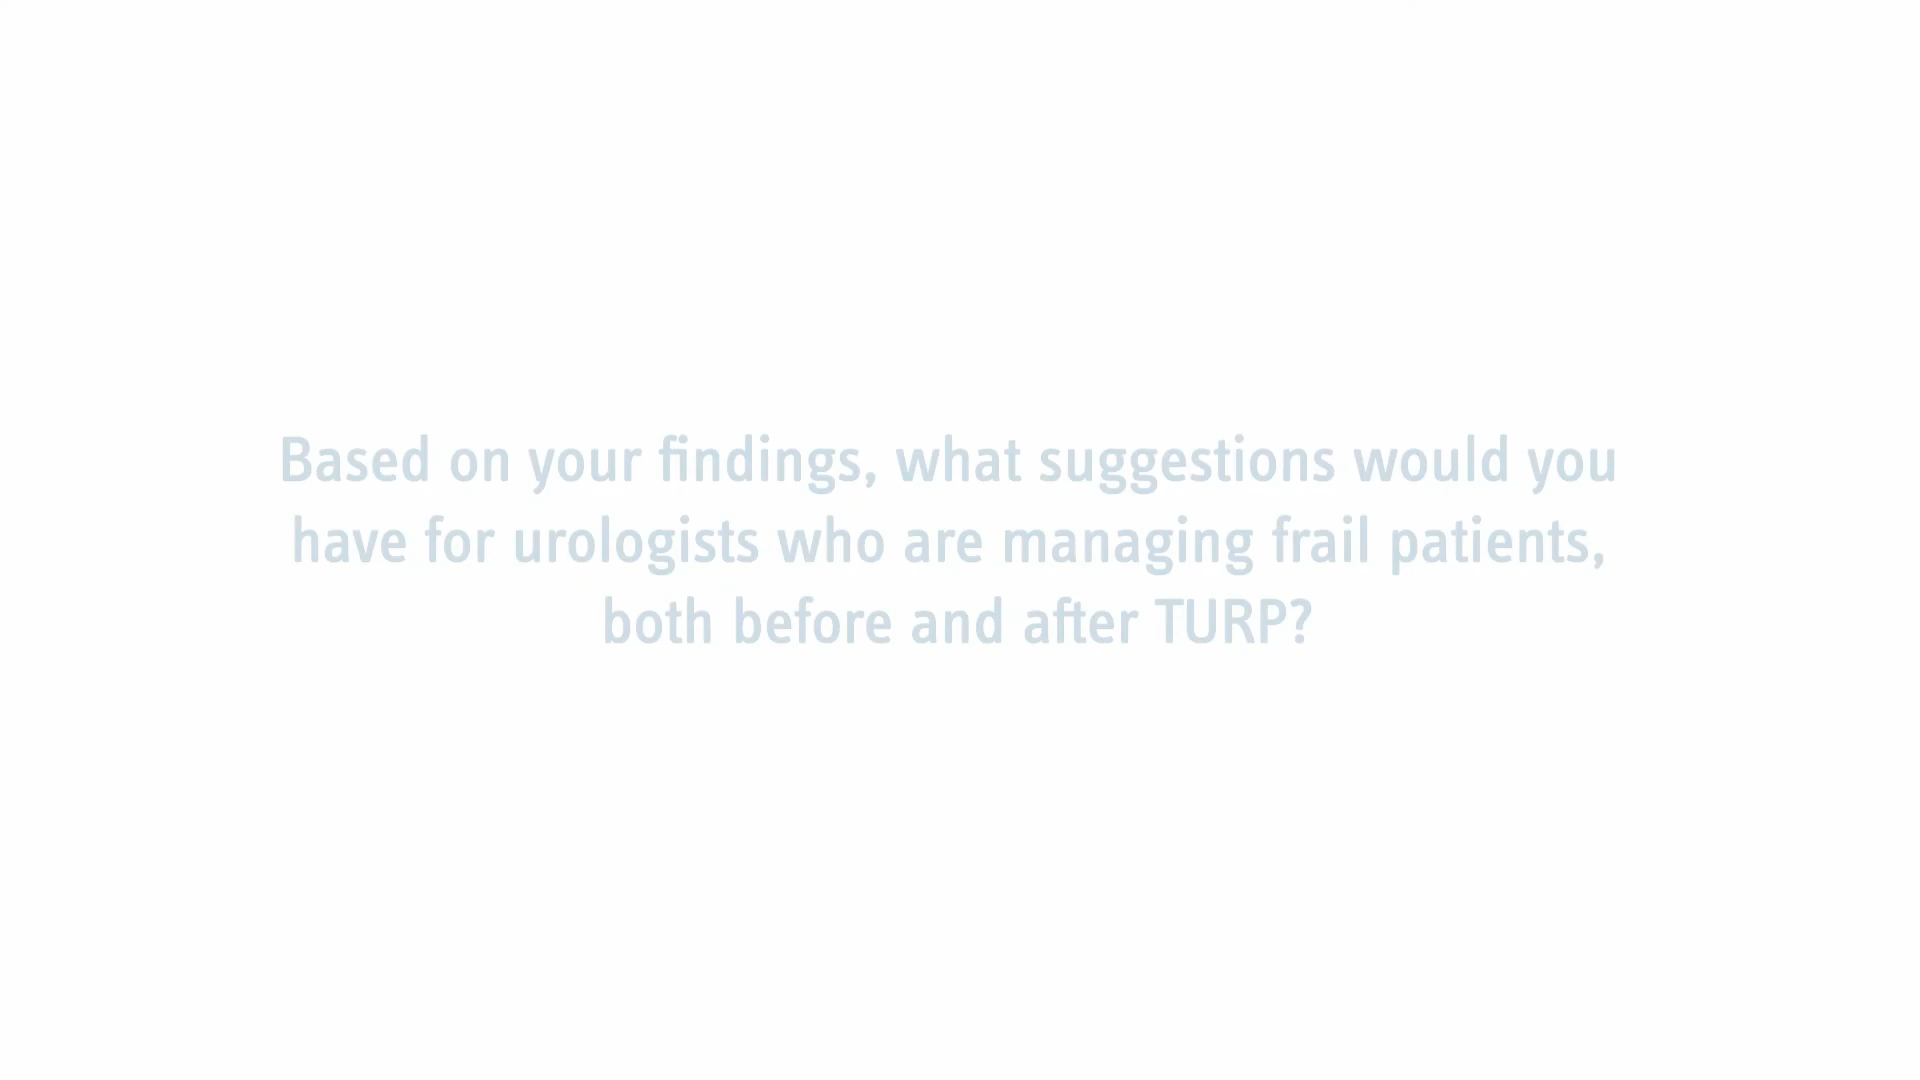 Based on your findings, what suggestions would you
have for urologists who are managing frail patients,
both before and after TURP?